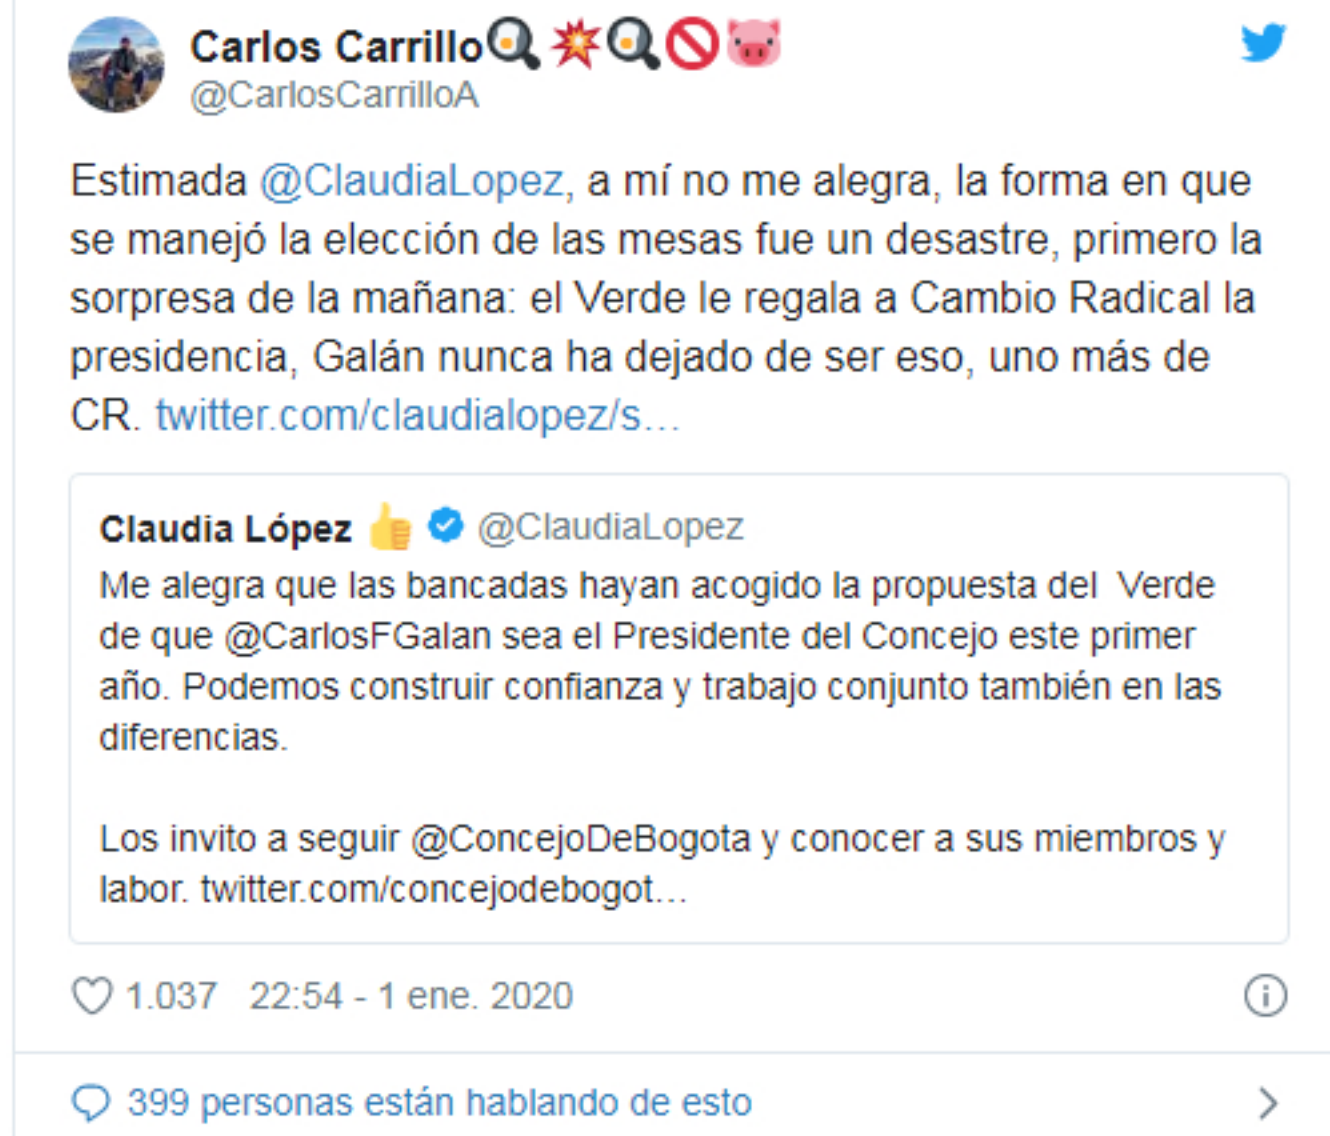 Carlos Carrillo🍳💥🍳🚫🐷
@CarlosCarrilloA
Estimada @ClaudiaLopez, a mí no me alegra, la forma en que
se manejó la elección de las mesas fue un desastre, primero la
sorpresa de la mañana: el Verde le regala a Cambio Radical la
presidencia, Galán nunca ha dejado de ser eso, uno más de
CR. twitter.com/claudialopez/s...
Claudia López 👍 @ClaudiaLopez
Me alegra que las bancadas hayan acogido la propuesta del Verde
de que @CarlosFGalan sea el Presidente del Concejo este primer
año. Podemos construir confianza y trabajo conjunto también en las
diferencias.
Los invito a seguir @ConcejoDeBogota y conocer a sus miembros y
labor. twitter.com/concejodebogot...
1.037 22:54 - 1 ene. 2020
399 personas están hablando de esto